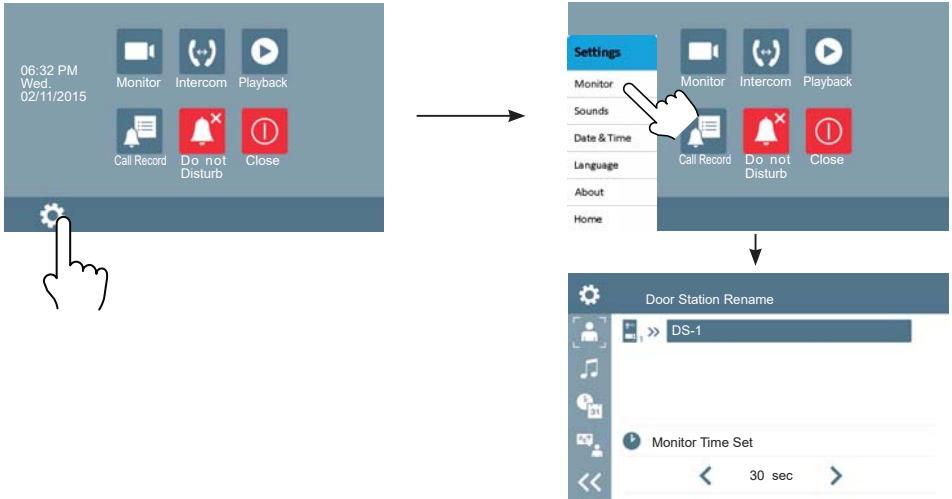 06:32 PM
Wed.
02/11/2015
Monitor
Intercom
Playback
Call Record
Do not
Disturb
Close
Settings
Monitor
Sounds
Date & Time
Language
About
Home
Monitor
Intercom
Playback
Call Record
Do not
Disturb
Close
Door Station Rename
1
DS-1
31
Monitor Time Set
30 sec